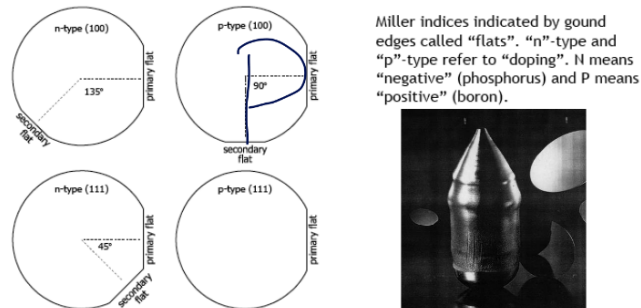 n-type (100)
135°
primary flat
secondary
flat
p-type (100)
90°
primary flat
secondary
flat
n-type (111)
45°
primary flat
secondary
flat
p-type (111)
primary flat
Miller indices indicated by gound
edges called “flats”. “n”-type and
“p”-type refer to “doping”. N means
“negative” (phosphorus) and P means
“positive” (boron).